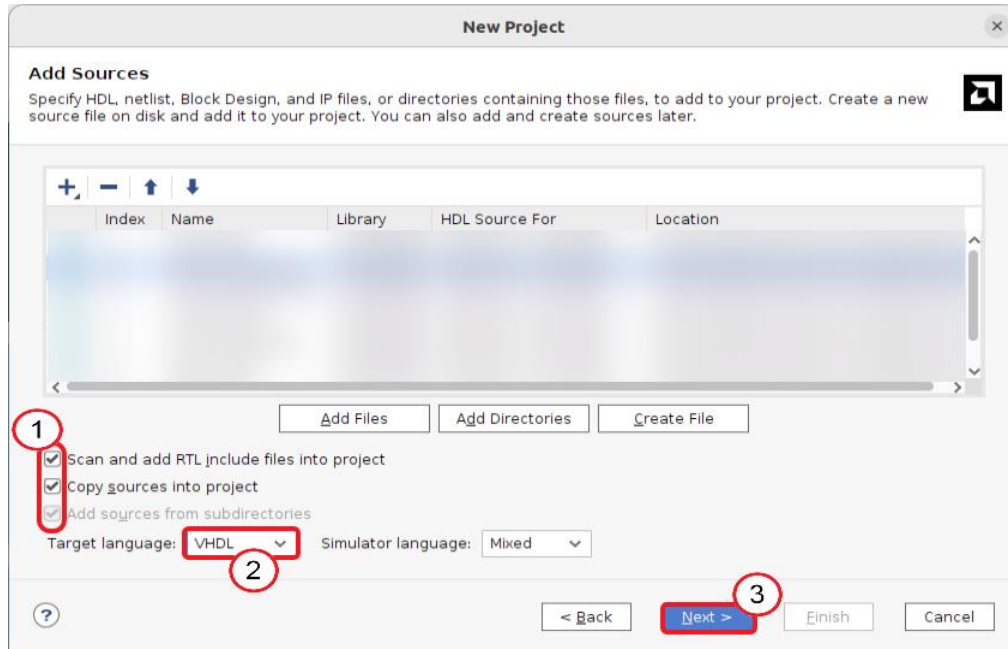 New Project
Add Sources
Specify HDL, netlist, Block Design, and IP files, or directories containing those files, to add to your project. Create a new
source file on disk and add it to your project. You can also add and create sources later.
Index Name Library HDL Source For Location
Add Files Add Directories Create File
1
Scan and add RTL include files into project
Copy sources into project
Add sources from subdirectories
Target language: VHDL Simulator language: Mixed
2
3
? < Back Next > Finish Cancel